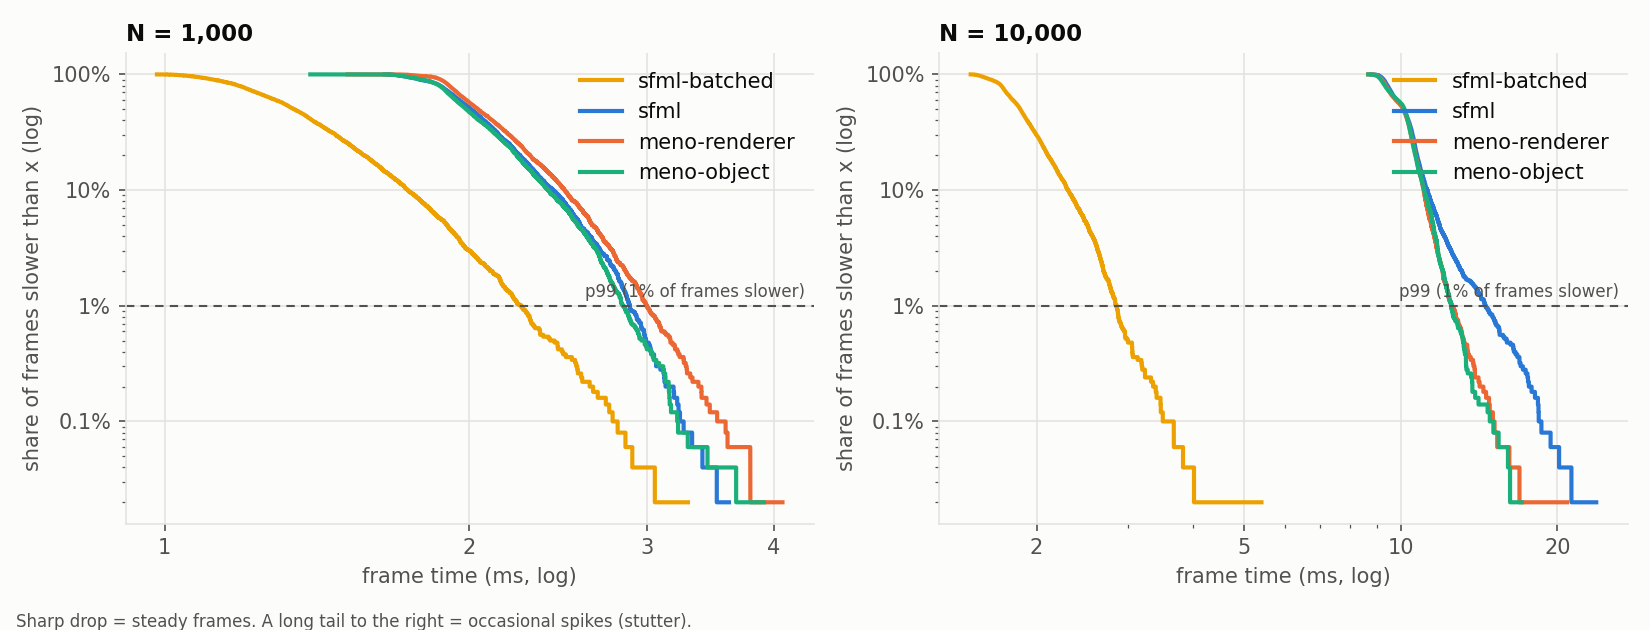 N = 1,000
100%
10%
1%
0.1%
share of frames slower than x (log)
sfml-batched
sfml
meno-renderer
meno-object
p99 (1% of frames slower)
1
2
3
4
frame time (ms, log)
N = 10,000
100%
10%
1%
0.1%
share of frames slower than x (log)
sfml-batched
sfml
meno-renderer
meno-object
p99 (1% of frames slower)
2
5
10
20
frame time (ms, log)
Sharp drop = steady frames. A long tail to the right = occasional spikes (stutter).